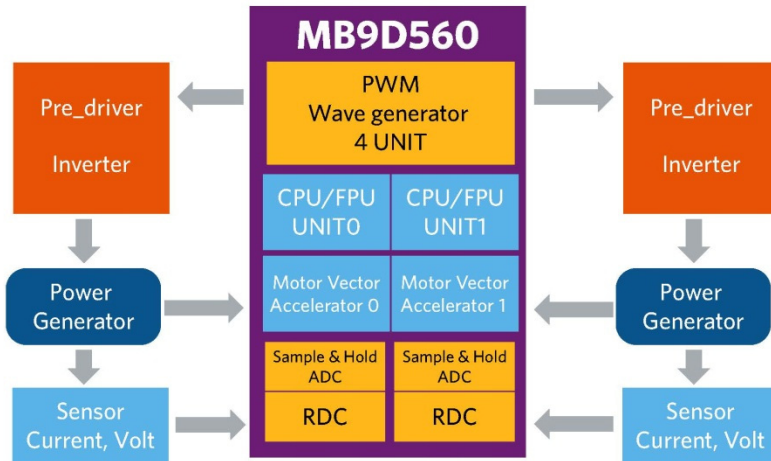 MB9D560
PWM
Wave generator
4 UNIT
Pre_driver
Inverter
Pre_driver
Inverter
CPU/FPU
UNIT0
CPU/FPU
UNIT1
Power
Generator
Motor Vector
Accelerator 0
Motor Vector
Accelerator 1
Power
Generator
Sample & Hold
ADC
Sample & Hold
ADC
RDC
RDC
Sensor
Current, Volt
Sensor
Current, Volt